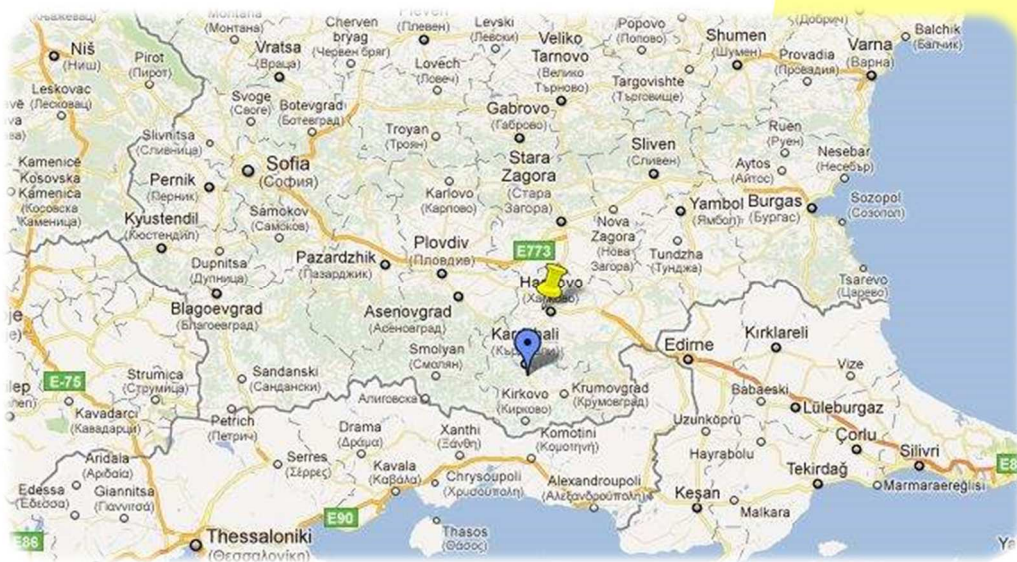 Montana
(Монтана)
Cherven
bryag
(Червен бряг)
(Плевен)
Levski
(Левски)
Veliko
Tarnovo
(Велико
Търново)
Popovo
(Попово)
Shumen
(Шумен)
(Добрич)
Balchik
(Балчик)
Niš
(Ниш)
Pirot
(Пирот)
Vratsa
(Враца)
Lovech
(Ловеч)
Targovishte
(Търговище)
Provadia
(Провадия)
Varna
(Варна)
Leskovac
(Лесковац)
Svoge
(Своге)
Botevgrad
(Ботевград)
Gabrovo
(Габрово)
Slivnitsa
(Сливница)
Troyan
(Троян)
Ruen
(Руен)
Sofia
(София)
Stara
Zagora
(Стара
Загора)
Sliven
(Сливен)
Aytos
(Айтос)
Nesebar
(Несебър)
Kamenicë
Kosovska
Kamenica
(Косовска
Каменица)
Pernik
(Перник)
Karlovo
(Карлово)
Sozopol
(Созопол)
Kyustendil
(Кюстендил)
Samokov
(Самоков)
Nova
Zagora
(Нова
Загора)
Yambol
(Ямбол)
Burgas
(Бургас)
Dupnitsa
(Дупница)
Pazardzhik
(Пазарджик)
Plovdiv
(Пловдив)
E773
Tundzha
(Тунджа)
Tsarevo
(Царево)
Blagoevgrad
(Благоевград)
Asenovgrad
(Асеновград)
Smolyan
(Смолян)
Edirne
Kırklareli
E-75
Strumica
(Струмица)
Sandanski
(Сандански)
Алиговска
Kirkovo
(Кирково)
Krumovgrad
(Крумовград)
Babaeski
Vize
Kavadarci
(Кавадарци)
Petrich
(Петрич)
Uzunköprü
Lüleburgaz
Drama
(Δράμα)
Xanthi
(Ξάνθη)
Komotini
(Κομοτηνή)
Hayrabolu
Çorlu
Silivri
Aridaia
(Αριδαία)
Serres
(Σέρρες)
Kavala
(Καβάλα)
Chrysoupoli
(Χρυσούπολη)
Alexandroupoli
(Αλεξανδρούπολη)
Tekirdağ
Marmaraereğlisi
Edessa
(Έδεσσα)
Giannitsa
(Γιαννιτσά)
Keşan
Malkara
E90
E86
Thessaloniki
(Θεσσαλονίκη)
Thasos
(Θάσος)